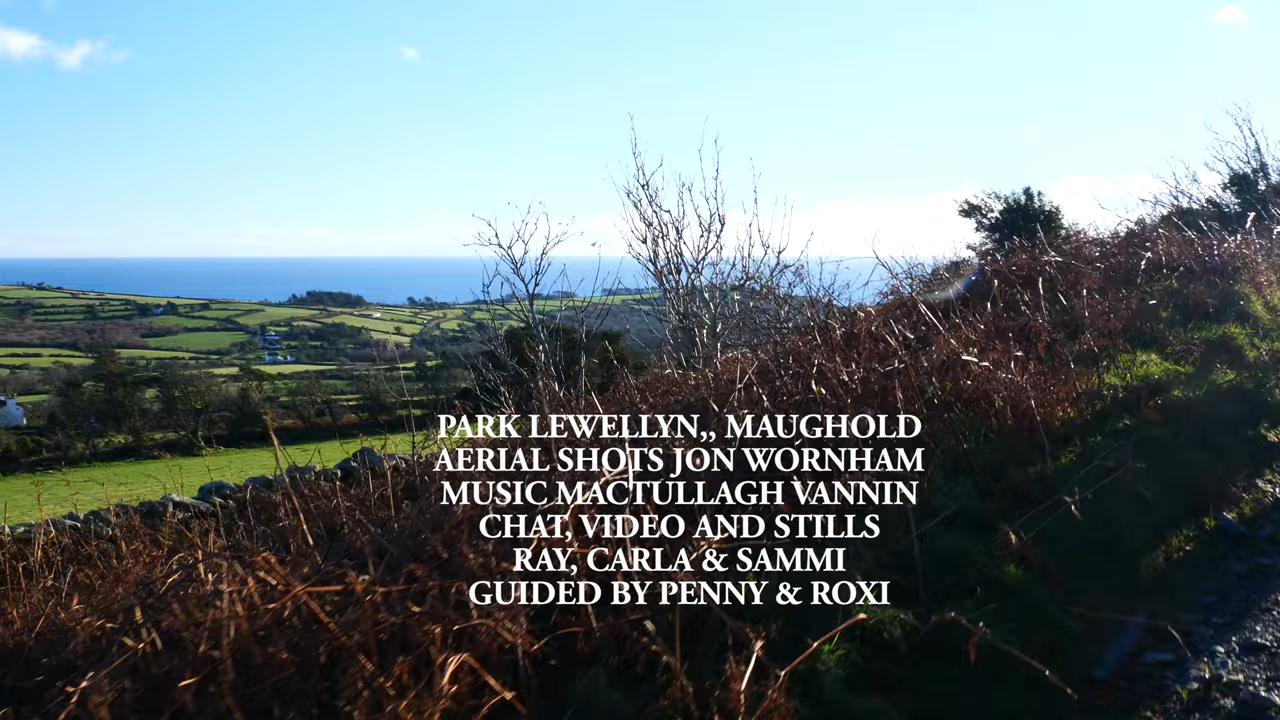 PARK LEWELLYN,, MAUGHOLD
AERIAL SHOTS JON WORNHAM
MUSIC MACTULLAGH VANNIN
CHAT, VIDEO AND STILLS
RAY, CARLA & SAMMI
GUIDED BY PENNY & ROXI